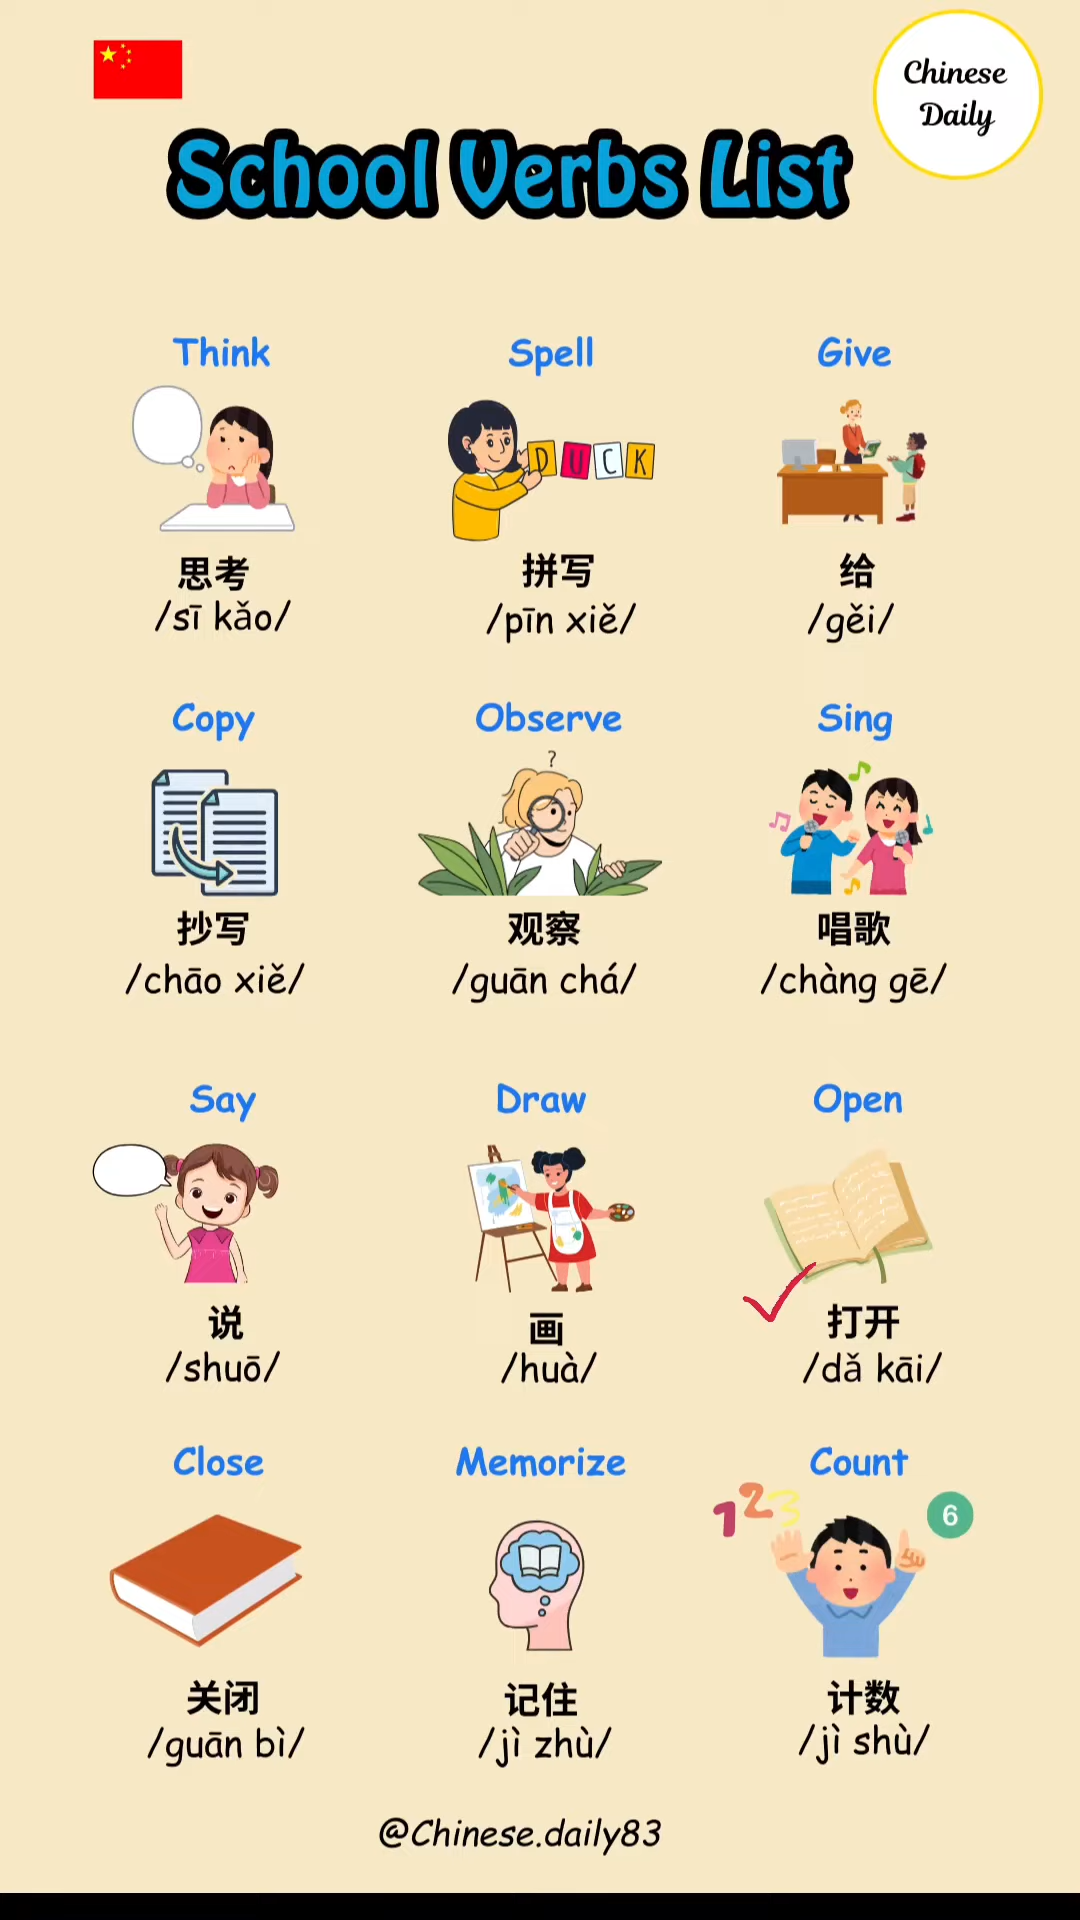 Chinese
Daily
School Verbs List
Think
Spell
Give
DUCK
思考
拼写
给
/sī kǎo/
/pīn xiě/
/gěi/
Copy
Observe
Sing
?
抄写
观察
唱歌
/chāo xiě/
/guān chá/
/chàng gē/
Say
Draw
Open
说
画
打开
/shuō/
/huà/
/dǎ kāi/
Close
Memorize
Count
123
6
关闭
记住
计数
/guān bì/
/jì zhù/
/jì shù/
@Chinese.daily83